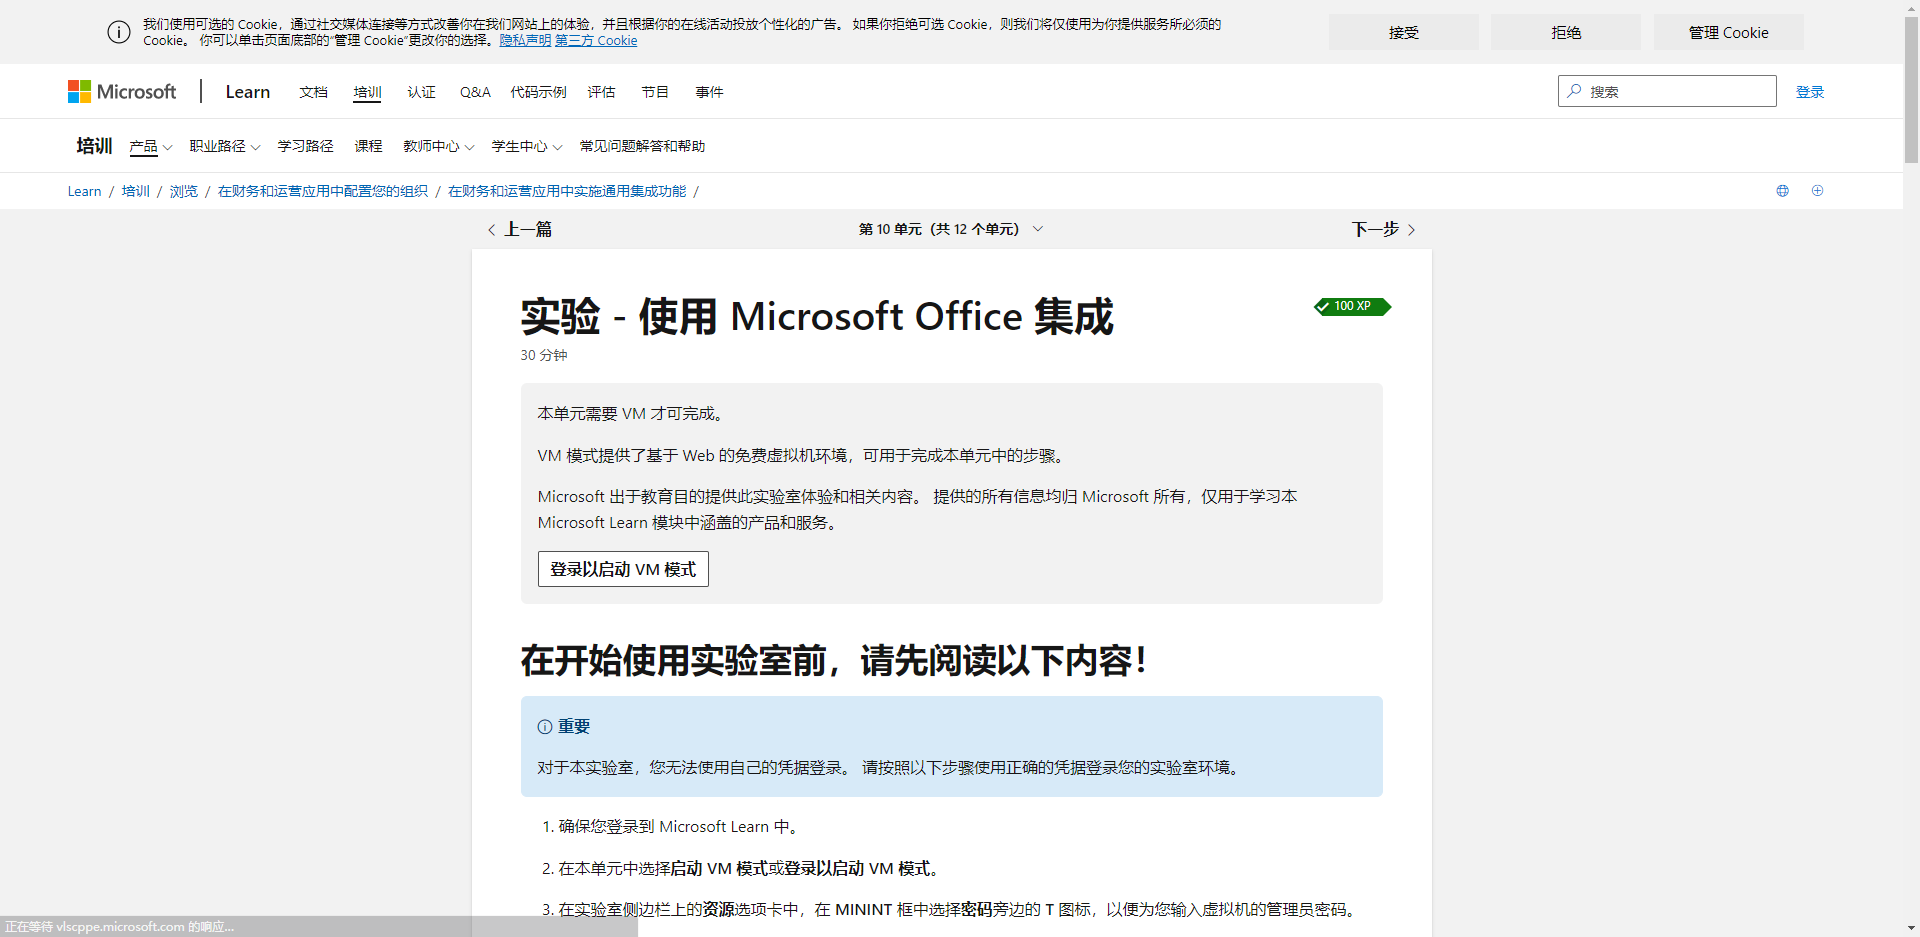 我们使用可选的 Cookie，通过社交媒体连接等方式改善你在我们网站上的体验，并且根据你的在线活动投放个性化的广告。 如果你拒绝可选 Cookie，则我们将仅使用为你提供服务所必须的
Cookie。 你可以单击页面底部的“管理 Cookie”更改你的选择。隐私声明 第三方 Cookie
接受
拒绝
管理 Cookie
Microsoft
Learn
文档
培训
认证
Q&A
代码示例
评估
节目
事件
搜索
登录
培训
产品
职业路径
学习路径
课程
教师中心
学生中心
常见问题解答和帮助
Learn / 培训 / 浏览 / 在财务和运营应用中配置您的组织 / 在财务和运营应用中实施通用集成功能 /
上一篇
第 10 单元（共 12 个单元）
下一步
实验 - 使用 Microsoft Office 集成
100 XP
30 分钟
本单元需要 VM 才可完成。
VM 模式提供了基于 Web 的免费虚拟机环境，可用于完成本单元中的步骤。
Microsoft 出于教育目的提供此实验室体验和相关内容。 提供的所有信息均归 Microsoft 所有，仅用于学习本
Microsoft Learn 模块中涵盖的产品和服务。
登录以启动 VM 模式
在开始使用实验室前，请先阅读以下内容！
重要
对于本实验室，您无法使用自己的凭据登录。 请按照以下步骤使用正确的凭据登录您的实验室环境。
1. 确保您登录到 Microsoft Learn 中。
2. 在本单元中选择启动 VM 模式或登录以启动 VM 模式。
3. 在实验室侧边栏上的资源选项卡中，在 MININT 框中选择密码旁边的 T 图标，以便为您输入虚拟机的管理员密码。
正在等待 vlscppe.microsoft.com 的响应...